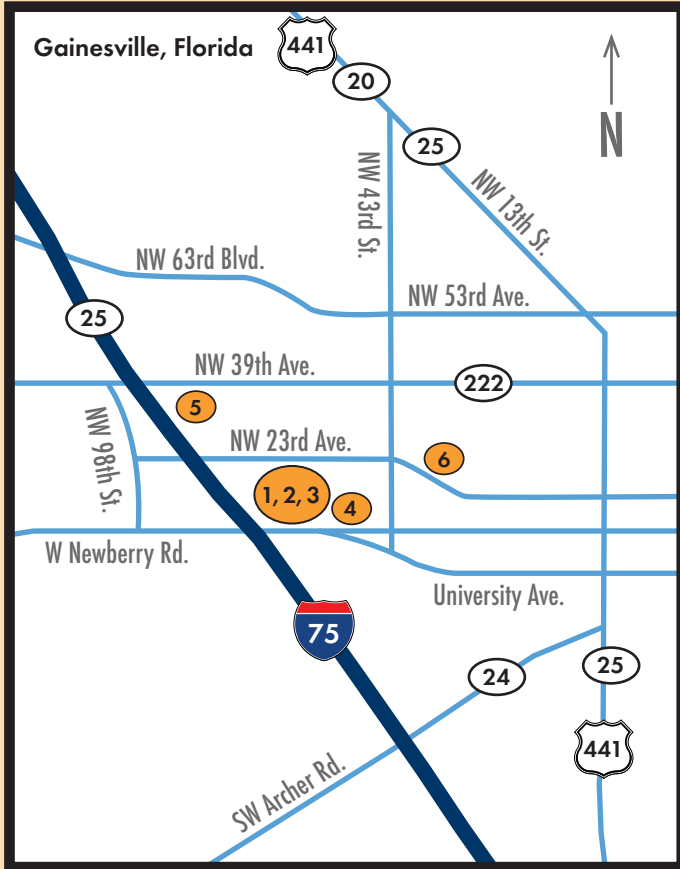 Gainesville, Florida
441
20
N
25
NW 43rd St.
NW 13th St.
NW 63rd Blvd.
NW 53rd Ave.
25
NW 39th Ave.
222
5
NW 98th St.
NW 23rd Ave.
6
1, 2, 3
4
W Newberry Rd.
University Ave.
75
24
25
441
SW Archer Rd.